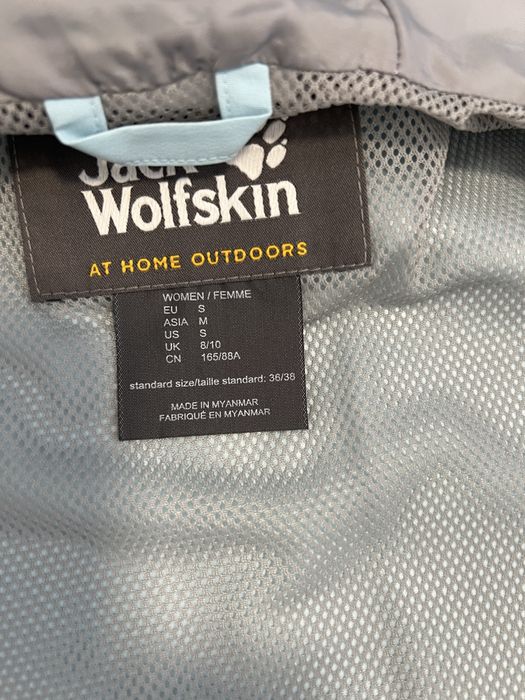 Jack
Wolfskin
AT HOME OUTDOORS
WOMEN / FEMME
EU S
ASIA M
US S
UK 8/10
CN 165/88A
standard size/taille standard: 36/38
MADE IN MYANMAR
FABRIQUÉ EN MYANMAR